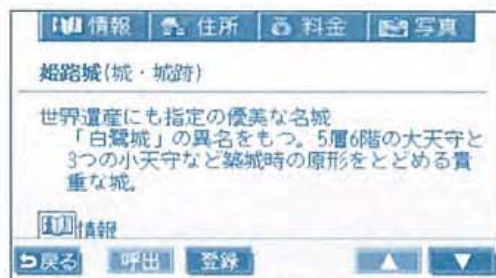 情報 住所 料金 写真
姫路城(城・城跡)
世界遺産にも指定の優美な名城
「白鷺城」の異名をもつ。5層6階の大天守と
3つの小天守など築城時の原形をとどめる貴
重な城。
情報
戻る 呼出 登録